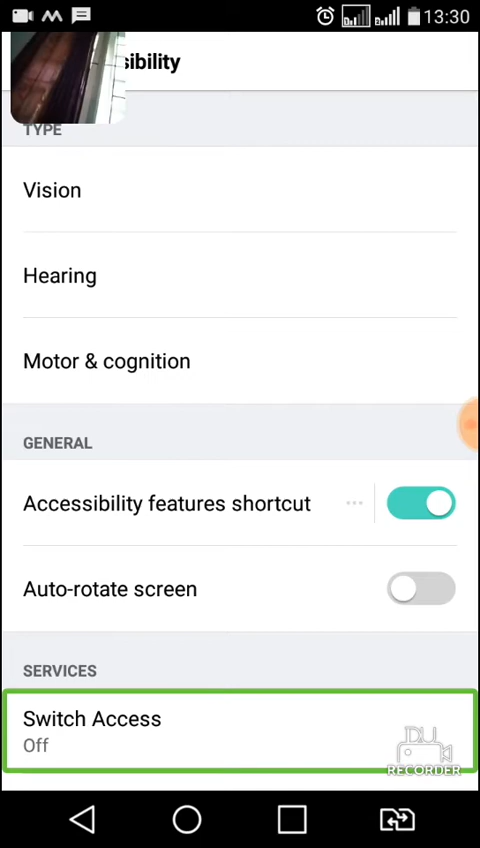 13:30
sibility
TYPE
Vision
Hearing
Motor & cognition
GENERAL
Accessibility features shortcut
Auto-rotate screen
SERVICES
Switch Access
Off
DU
RECORDER